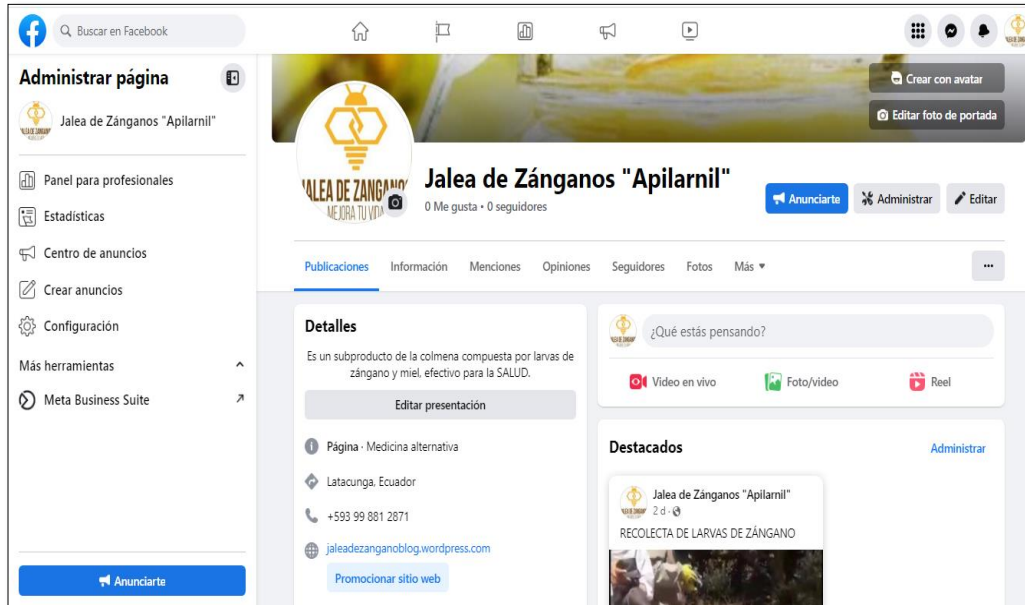 Buscar en Facebook
Administrar página
Jalea de Zánganos "Apilarnil"
Panel para profesionales
Estadísticas
Centro de anuncios
Crear anuncios
Configuración
Más herramientas
Meta Business Suite
Anunciarte
Crear con avatar
Editar foto de portada
JALEA DE ZÁNGANO
MEJORA TU VIDA
Jalea de Zánganos "Apilarnil"
0 Me gusta • 0 seguidores
Anunciarte
Administrar
Editar
Publicaciones
Información
Menciones
Opiniones
Seguidores
Fotos
Más
Detalles
Es un subproducto de la colmena compuesta por larvas de
zángano y miel, efectivo para la SALUD.
Editar presentación
Página · Medicina alternativa
Latacunga, Ecuador
+593 99 881 2871
jaleadezanganoblog.wordpress.com
Promocionar sitio web
¿Qué estás pensando?
Video en vivo
Foto/video
Reel
Destacados
Administrar
Jalea de Zánganos "Apilarnil"
2 d ·
RECOLECTA DE LARVAS DE ZÁNGANO